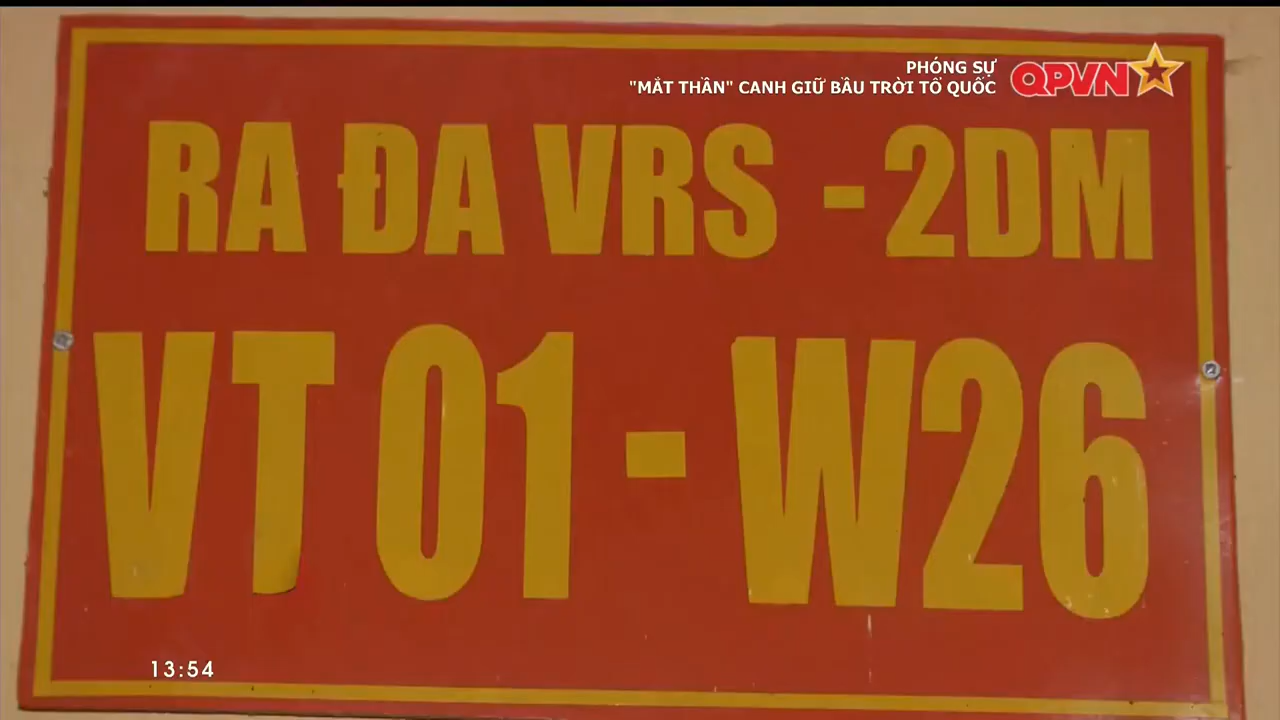 PHÓNG SỰ
"MẮT THẦN" CANH GIỮ BẦU TRỜI TỔ QUỐC
QPVN
RA ĐA VRS - 2DM
VT 01 - W26
13:54